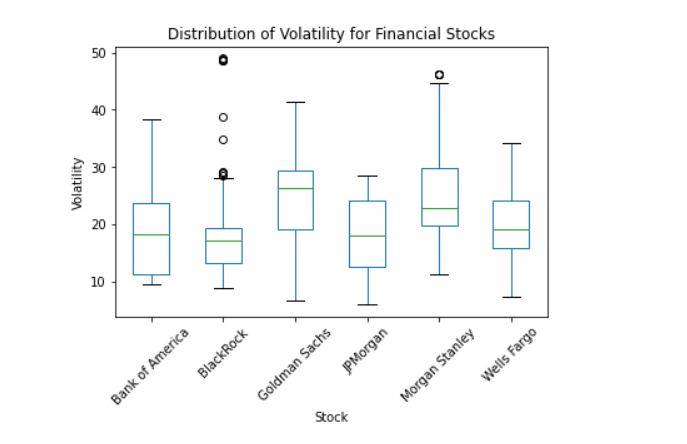 Distribution of Volatility for Financial Stocks
50
40
30
20
10
Volatility
Bank of America
BlackRock
Goldman Sachs
JPMorgan
Morgan Stanley
Wells Fargo
Stock